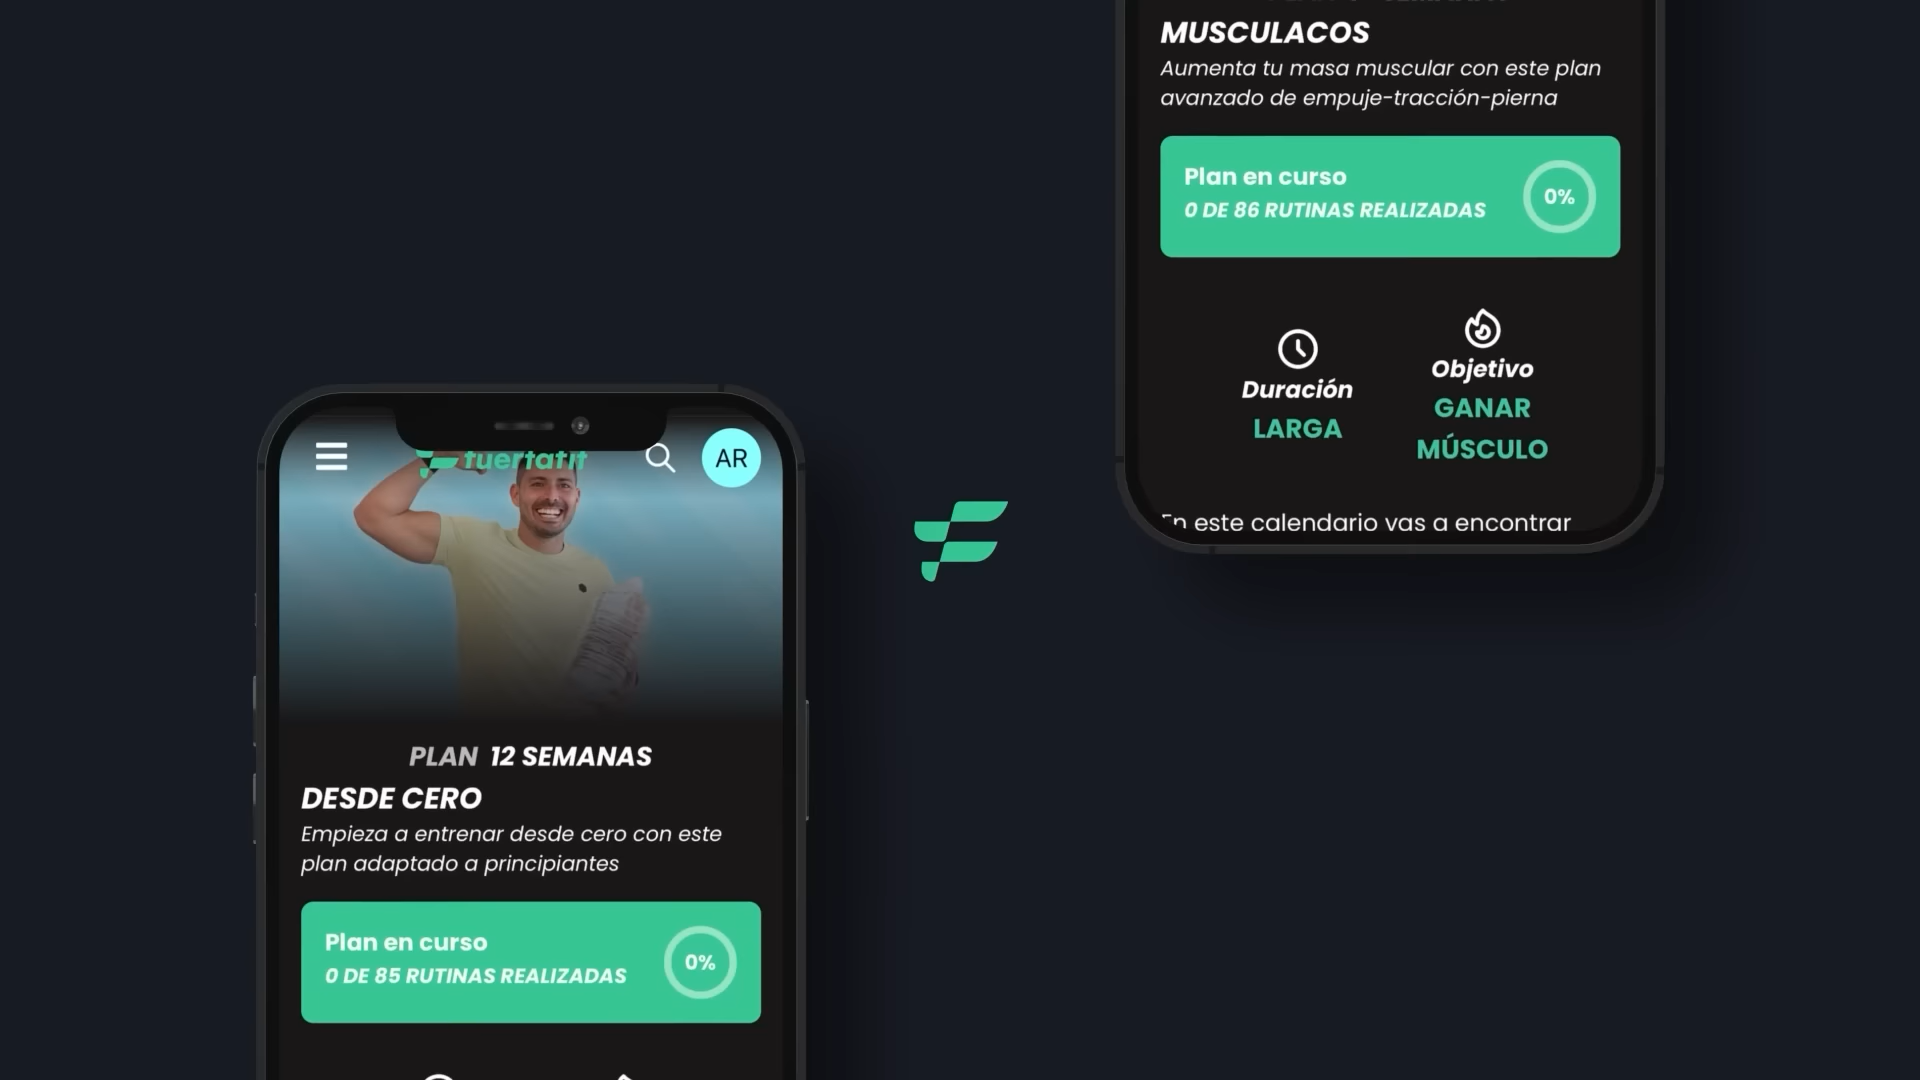 fuertafit
AR
PLAN 12 SEMANAS
DESDE CERO
Empieza a entrenar desde cero con este
plan adaptado a principiantes
Plan en curso
0 DE 85 RUTINAS REALIZADAS
0%
MUSCULACOS
Aumenta tu masa muscular con este plan
avanzado de empuje-tracción-pierna
Plan en curso
0 DE 86 RUTINAS REALIZADAS
0%
Duración
LARGA
Objetivo
GANAR
MÚSCULO
En este calendario vas a encontrar